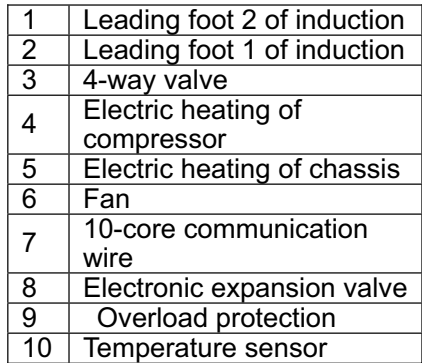 1 Leading foot 2 of induction
2 Leading foot 1 of induction
3 4-way valve
4 Electric heating of
compressor
5 Electric heating of chassis
6 Fan
7 10-core communication
wire
8 Electronic expansion valve
9 Overload protection
10 Temperature sensor